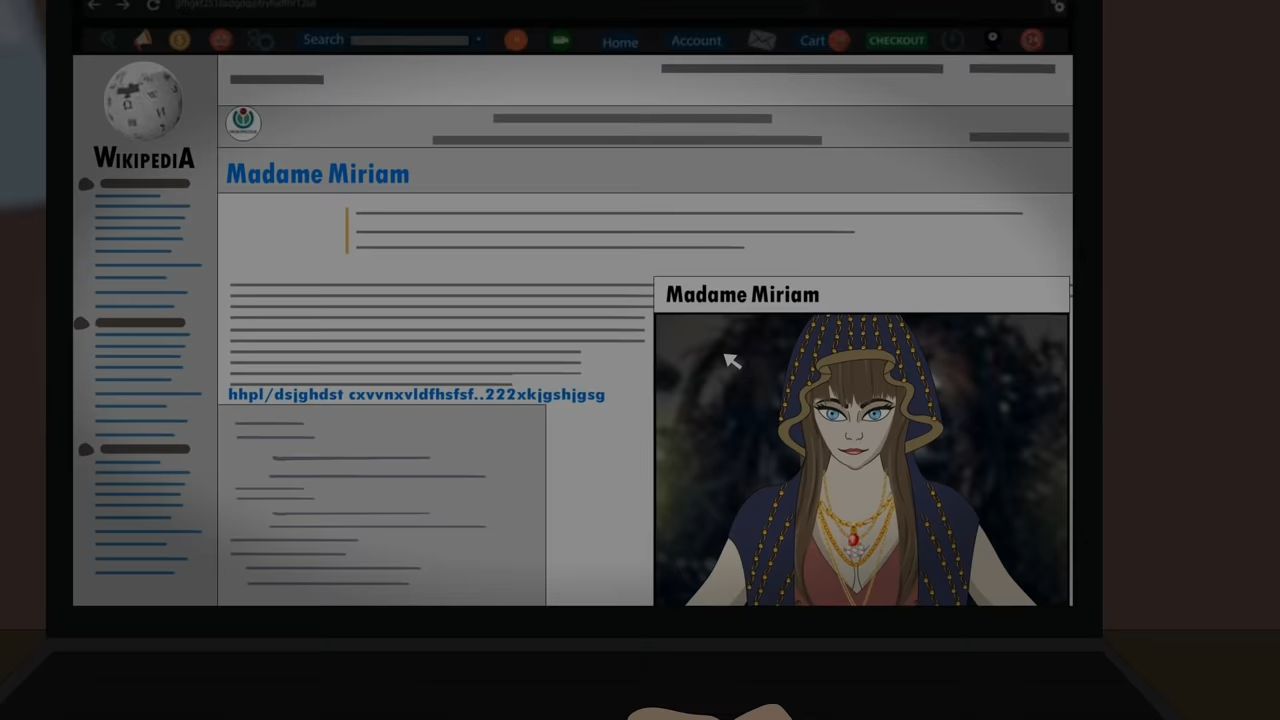 Search
Home
Account
Cart
CHECKOUT
WIKIPEDIA
Madame Miriam
Madame Miriam
hhpl/dsjghdst cxvvnxvldfhsfsf..222xkjgshjgsg